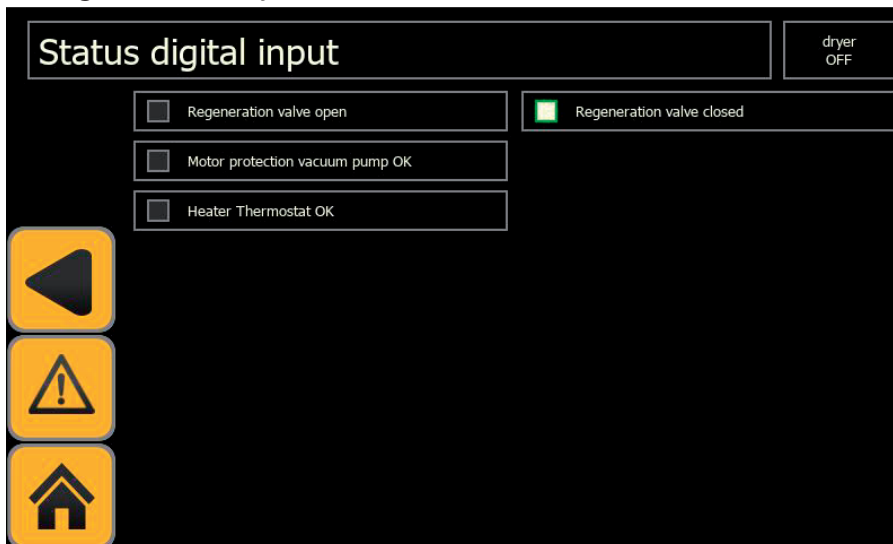 Status digital input
dryer
OFF
Regeneration valve open
Regeneration valve closed
Motor protection vacuum pump OK
Heater Thermostat OK